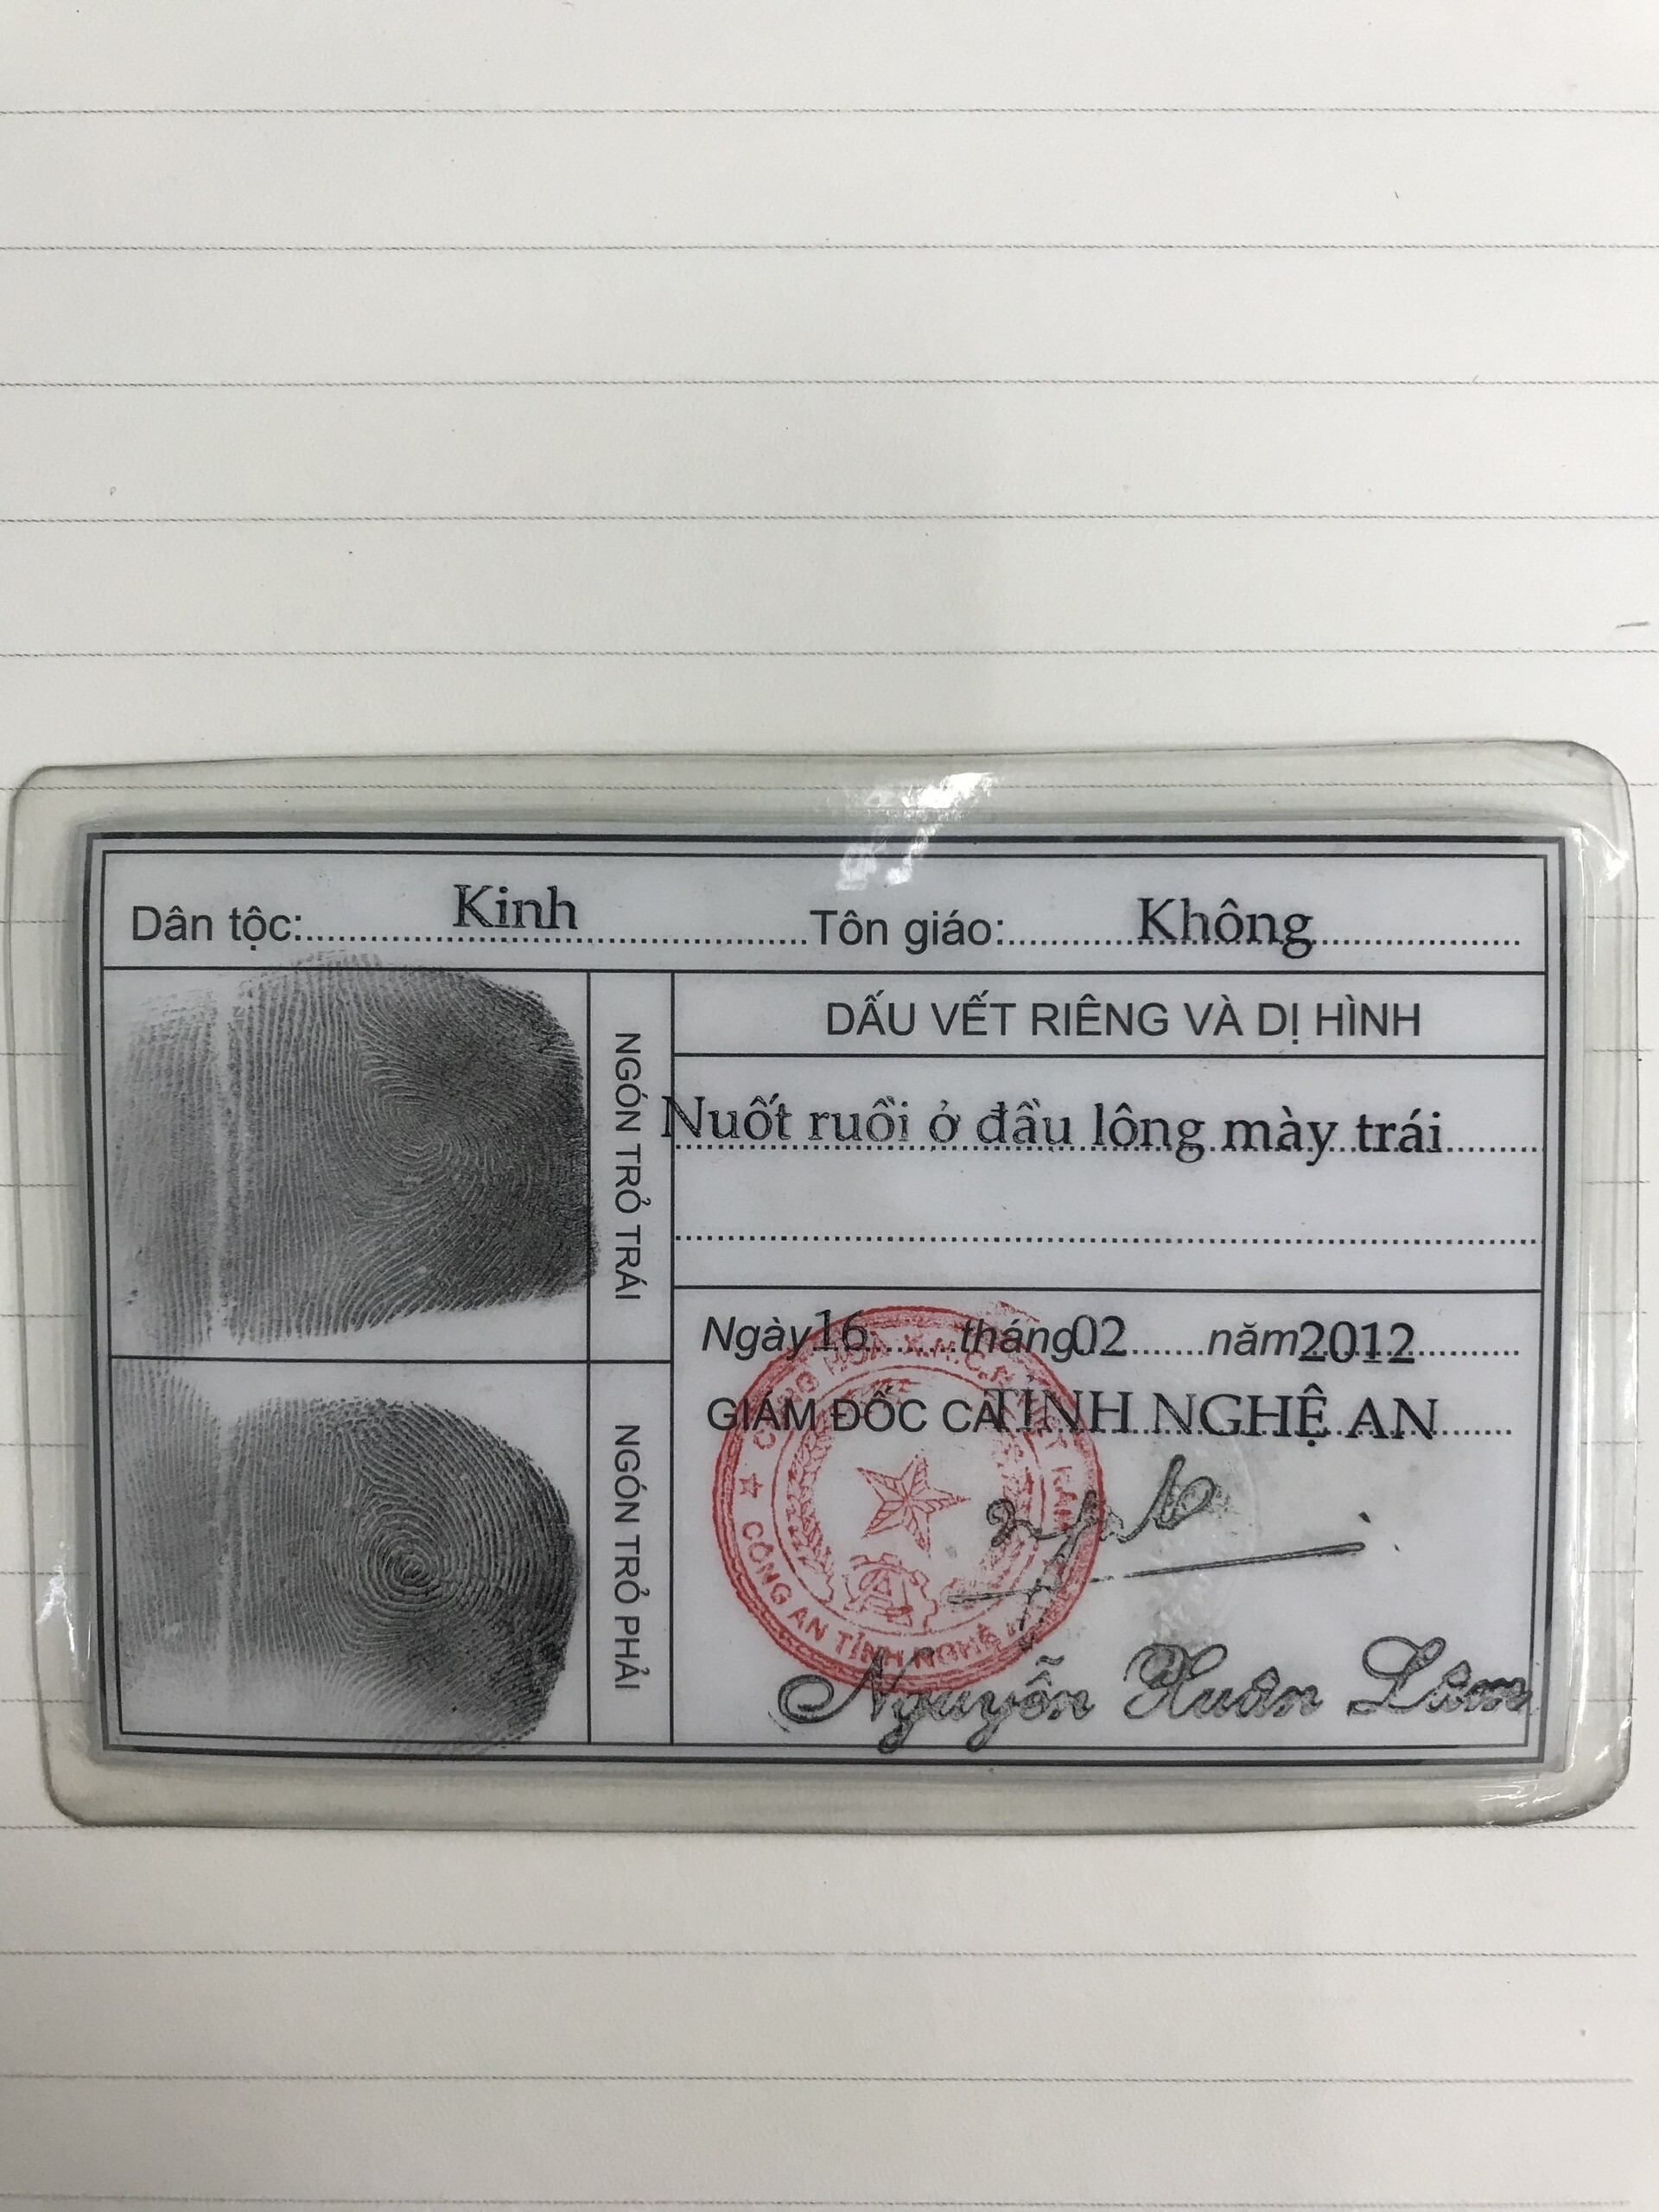 Dân tộc: Kinh Tôn giáo: Không
NGÓN TRỎ TRÁI
DẤU VẾT RIÊNG VÀ DỊ HÌNH
Nuốt ruồi ở đầu lông mày trái
Ngày 16 tháng 02 năm 2012
GIÁM ĐỐC CA TỈNH NGHỆ AN
NGÓN TRỎ PHẢI
CÔNG AN TỈNH NGHỆ
Nguyễn Xuân Lâm